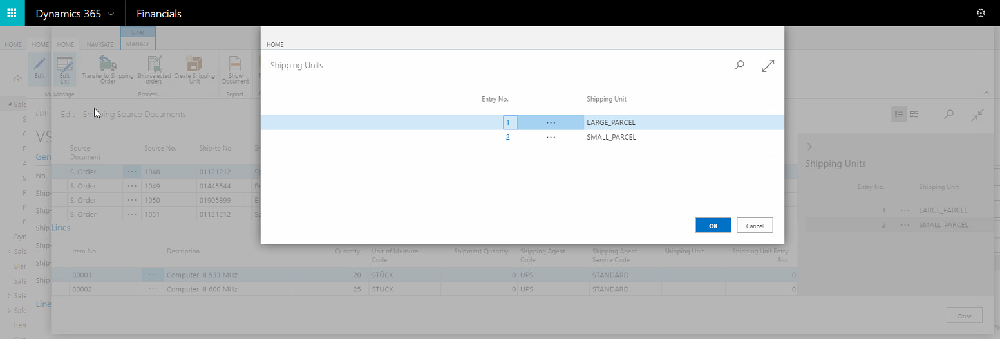 Dynamics 365 Financials
Lines
HOME HOME HOME NAVIGATE MANAGE
HOME
Edit
Edit List
Transfer to Shipping Order
Ship selected orders
Create Shipping Unit
Show Document
Manage Process Report
Shipping Units
Entry No. Shipping Unit
1 ... LARGE_PARCEL
2 ... SMALL_PARCEL
OK Cancel
EDIT
Edit - Shipping Source Documents
VS
Gen
No.
Ship-
Ship-
Ship-
Ship-
Ship-
Ship-
Line
Source Document Source No. Ship-to No.
S. Order ... 1048 01121212
S. Order ... 1049 01445544
S. Order ... 1050 01905899
S. Order ... 1051 01121212
Shipping Units
Entry No. Shipping Unit
1 ... LARGE_PARCEL
2 ... SMALL_PARCEL
Lines
Item No. Description Quantity Unit of Measure Code Shipment Quantity Shipping Agent Code Shipping Agent Service Code Shipping Unit Shipping Unit Entry No.
80001 ... Computer III 533 MHz 20 STÜCK 0 UPS STANDARD 0
80002 ... Computer III 600 MHz 25 STÜCK 0 UPS STANDARD 0
Close
Sale
Dyn
Sale
Blar
Sale
Sale
Sale
Item